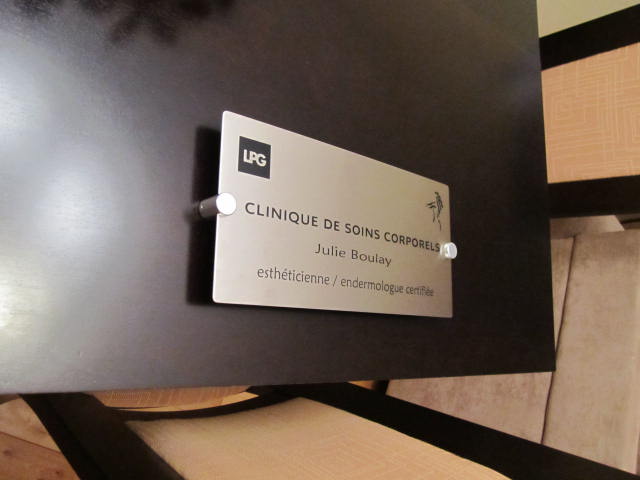 LPG
CLINIQUE DE SOINS CORPORELS
Julie Boulay
esthéticienne / endermologue certifiée